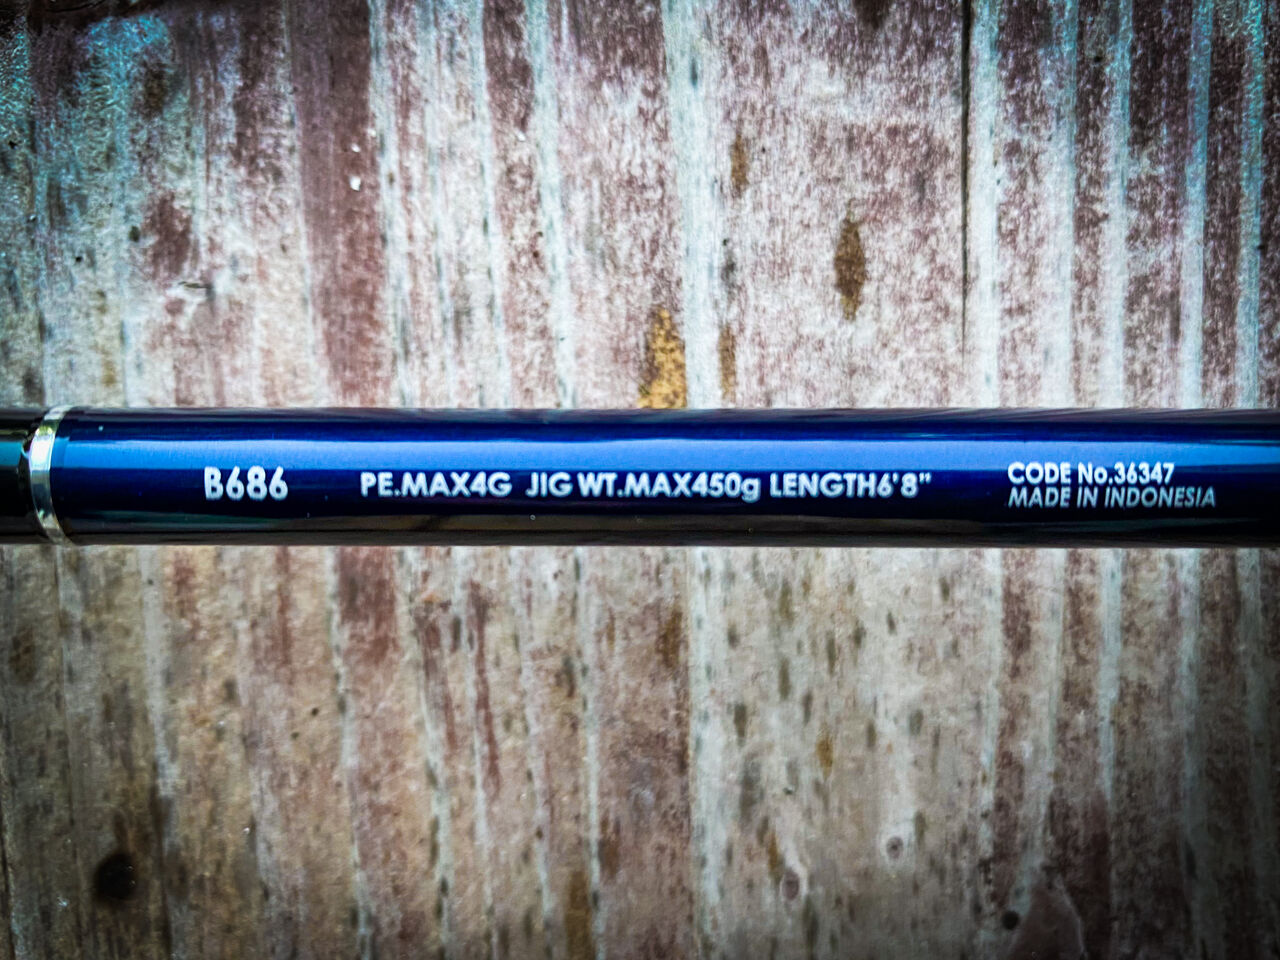 B686 PE.MAX4G JIG WT.MAX450g LENGTH6'8"
CODE No.36347
MADE IN INDONESIA